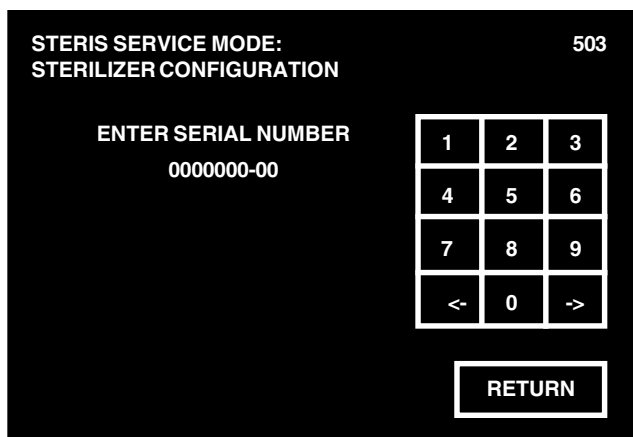 STERIS SERVICE MODE: 503
STERILIZER CONFIGURATION
ENTER SERIAL NUMBER
0000000-00
1 2 3
4 5 6
7 8 9
<- 0 ->
RETURN